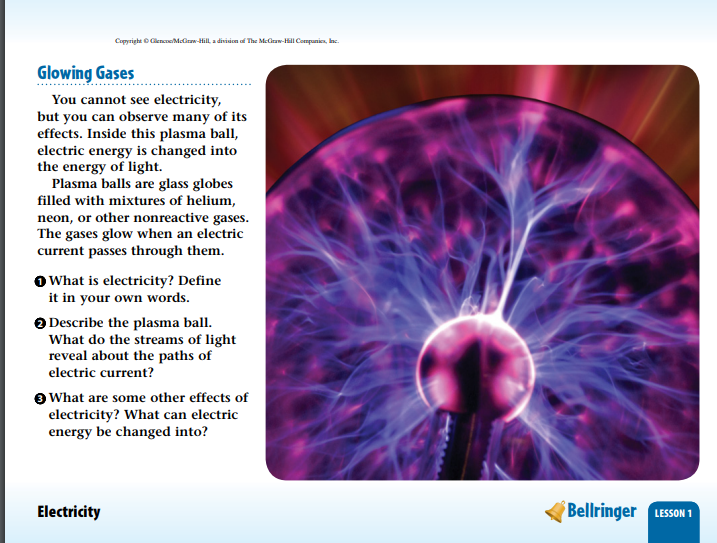 Copyright © Glencoe/McGraw-Hill, a division of The McGraw-Hill Companies, Inc.
Glowing Gases
You cannot see electricity,
but you can observe many of its
effects. Inside this plasma ball,
electric energy is changed into
the energy of light.
Plasma balls are glass globes
filled with mixtures of helium,
neon, or other nonreactive gases.
The gases glow when an electric
current passes through them.
1 What is electricity? Define
it in your own words.
2 Describe the plasma ball.
What do the streams of light
reveal about the paths of
electric current?
3 What are some other effects of
electricity? What can electric
energy be changed into?
Electricity
Bellringer
LESSON 1